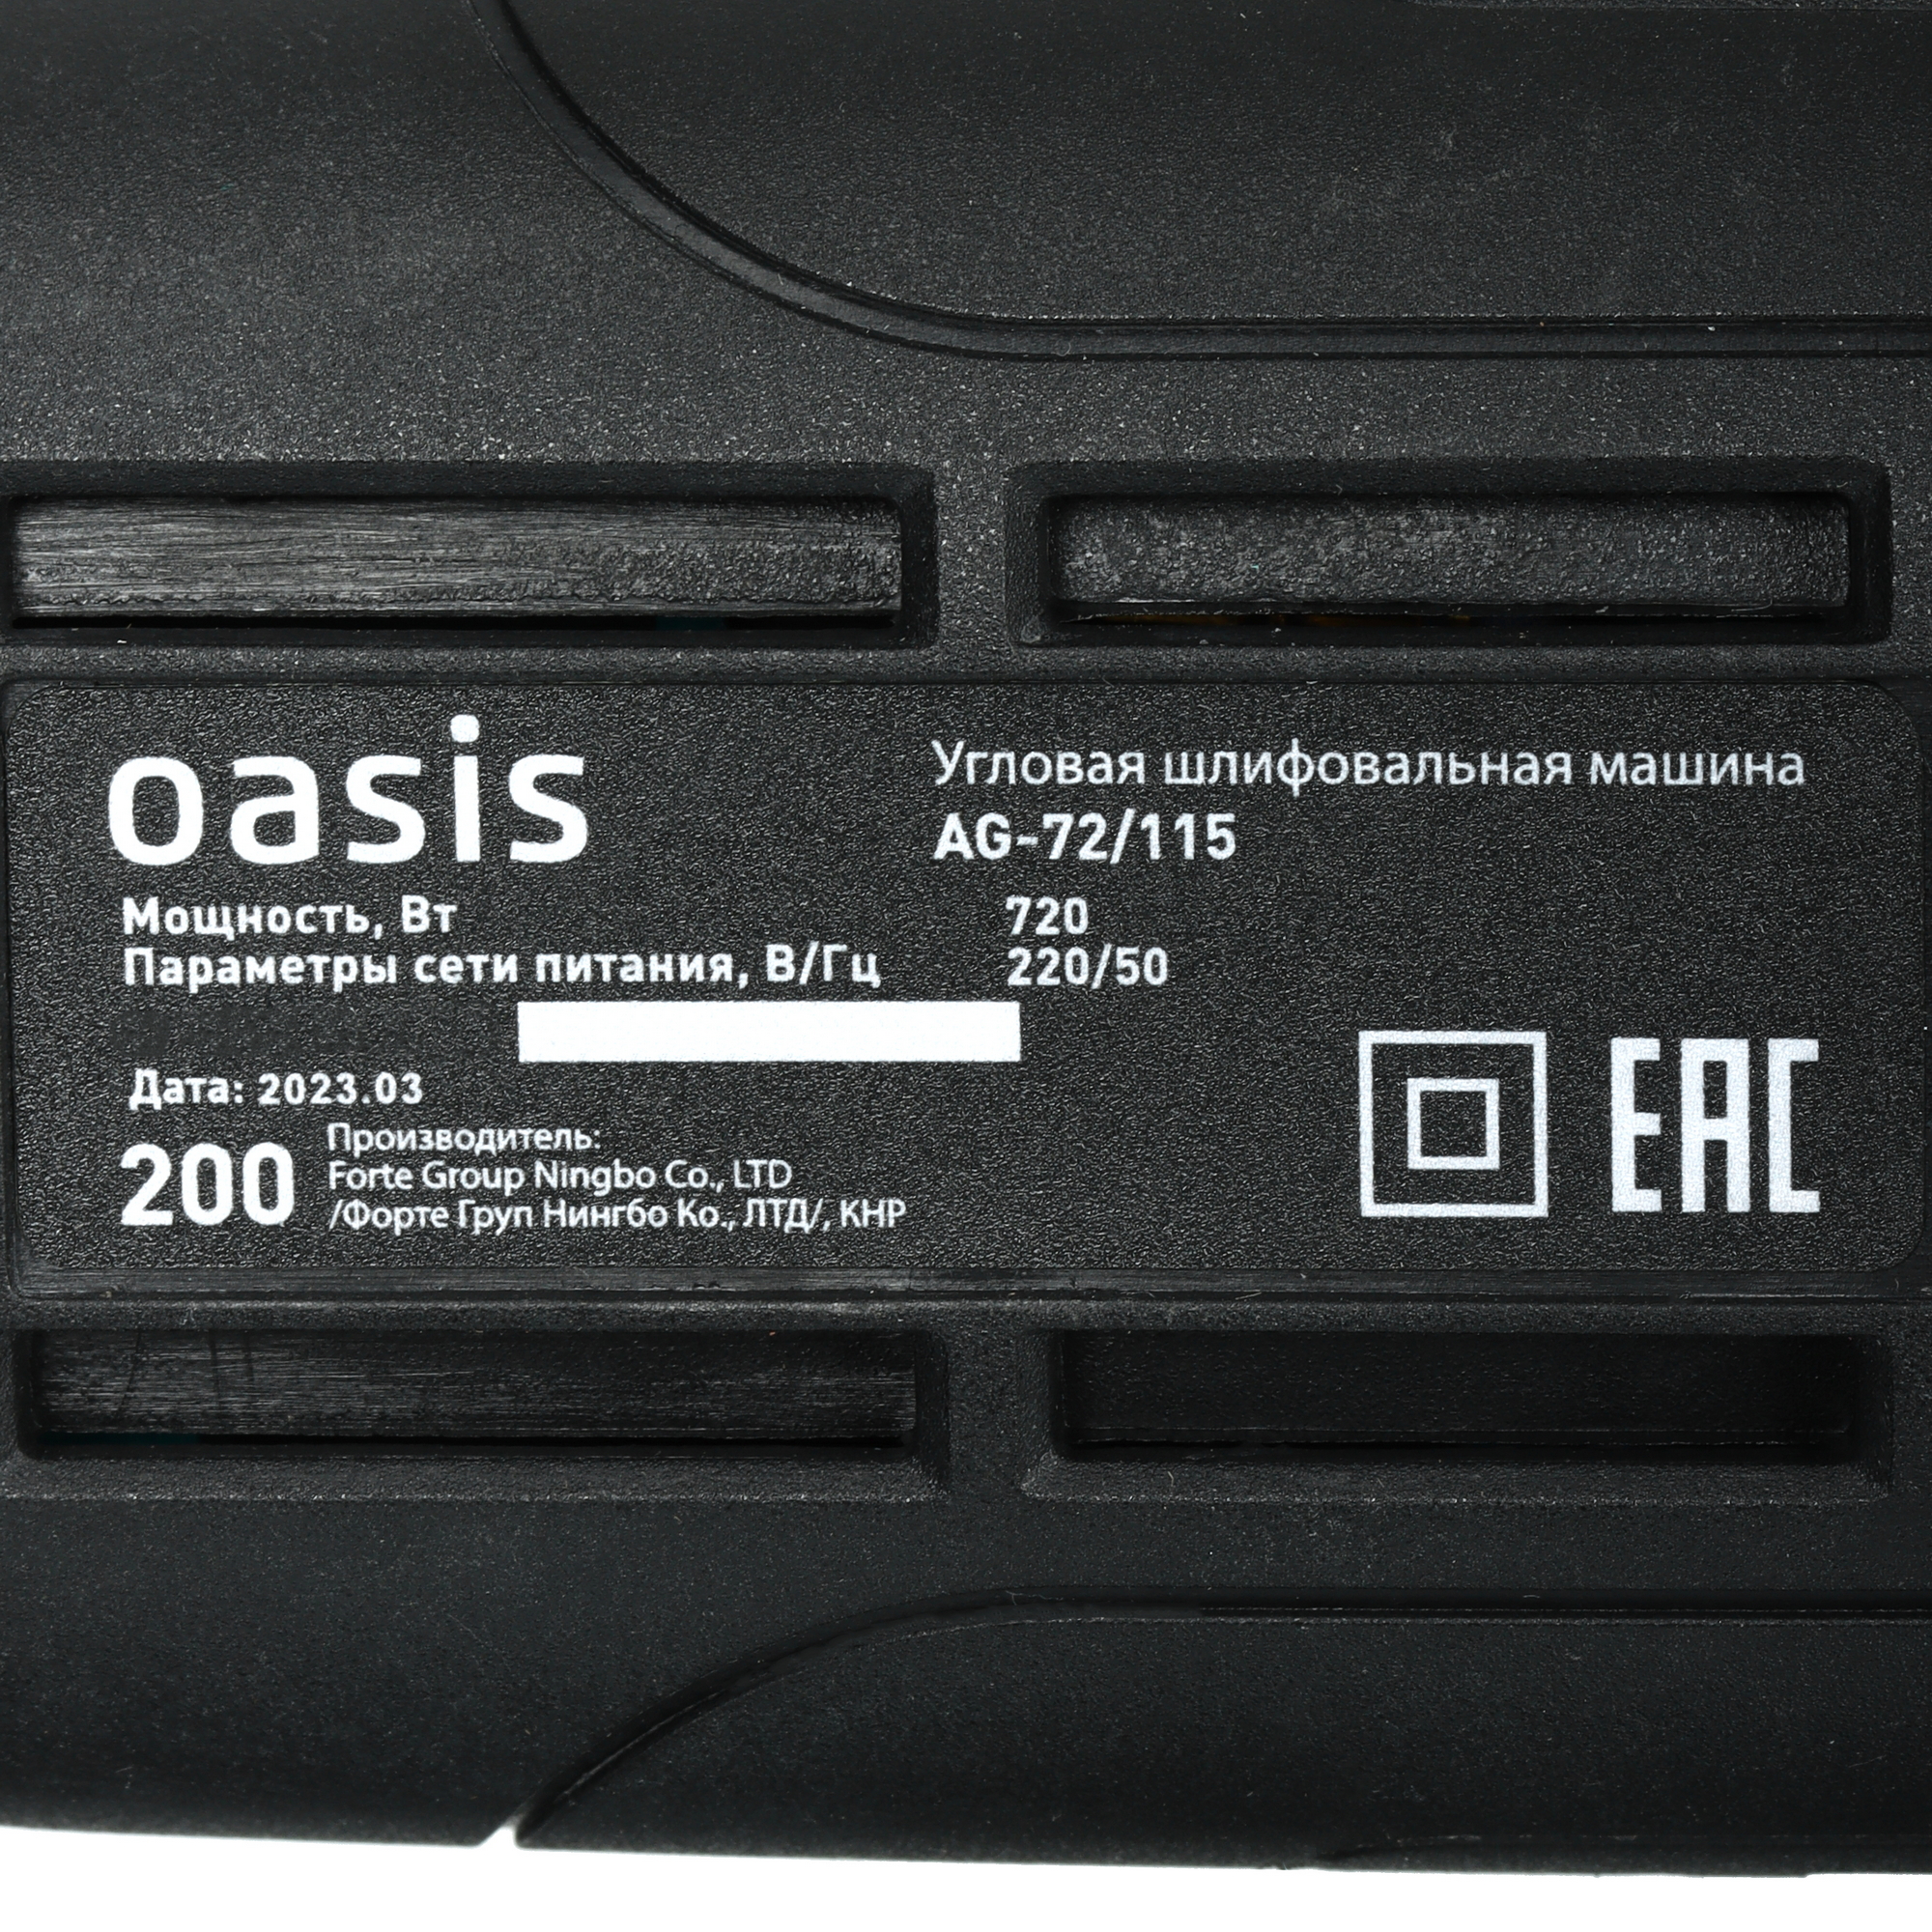 oasis
Угловая шлифовальная машина
AG-72/115
Мощность, Вт 720
Параметры сети питания, В/Гц 220/50
Дата: 2023.03
200
Производитель:
Forte Group Ningbo Co., LTD
/Форте Груп Нингбо Ко., ЛТД/, КНР
EAC